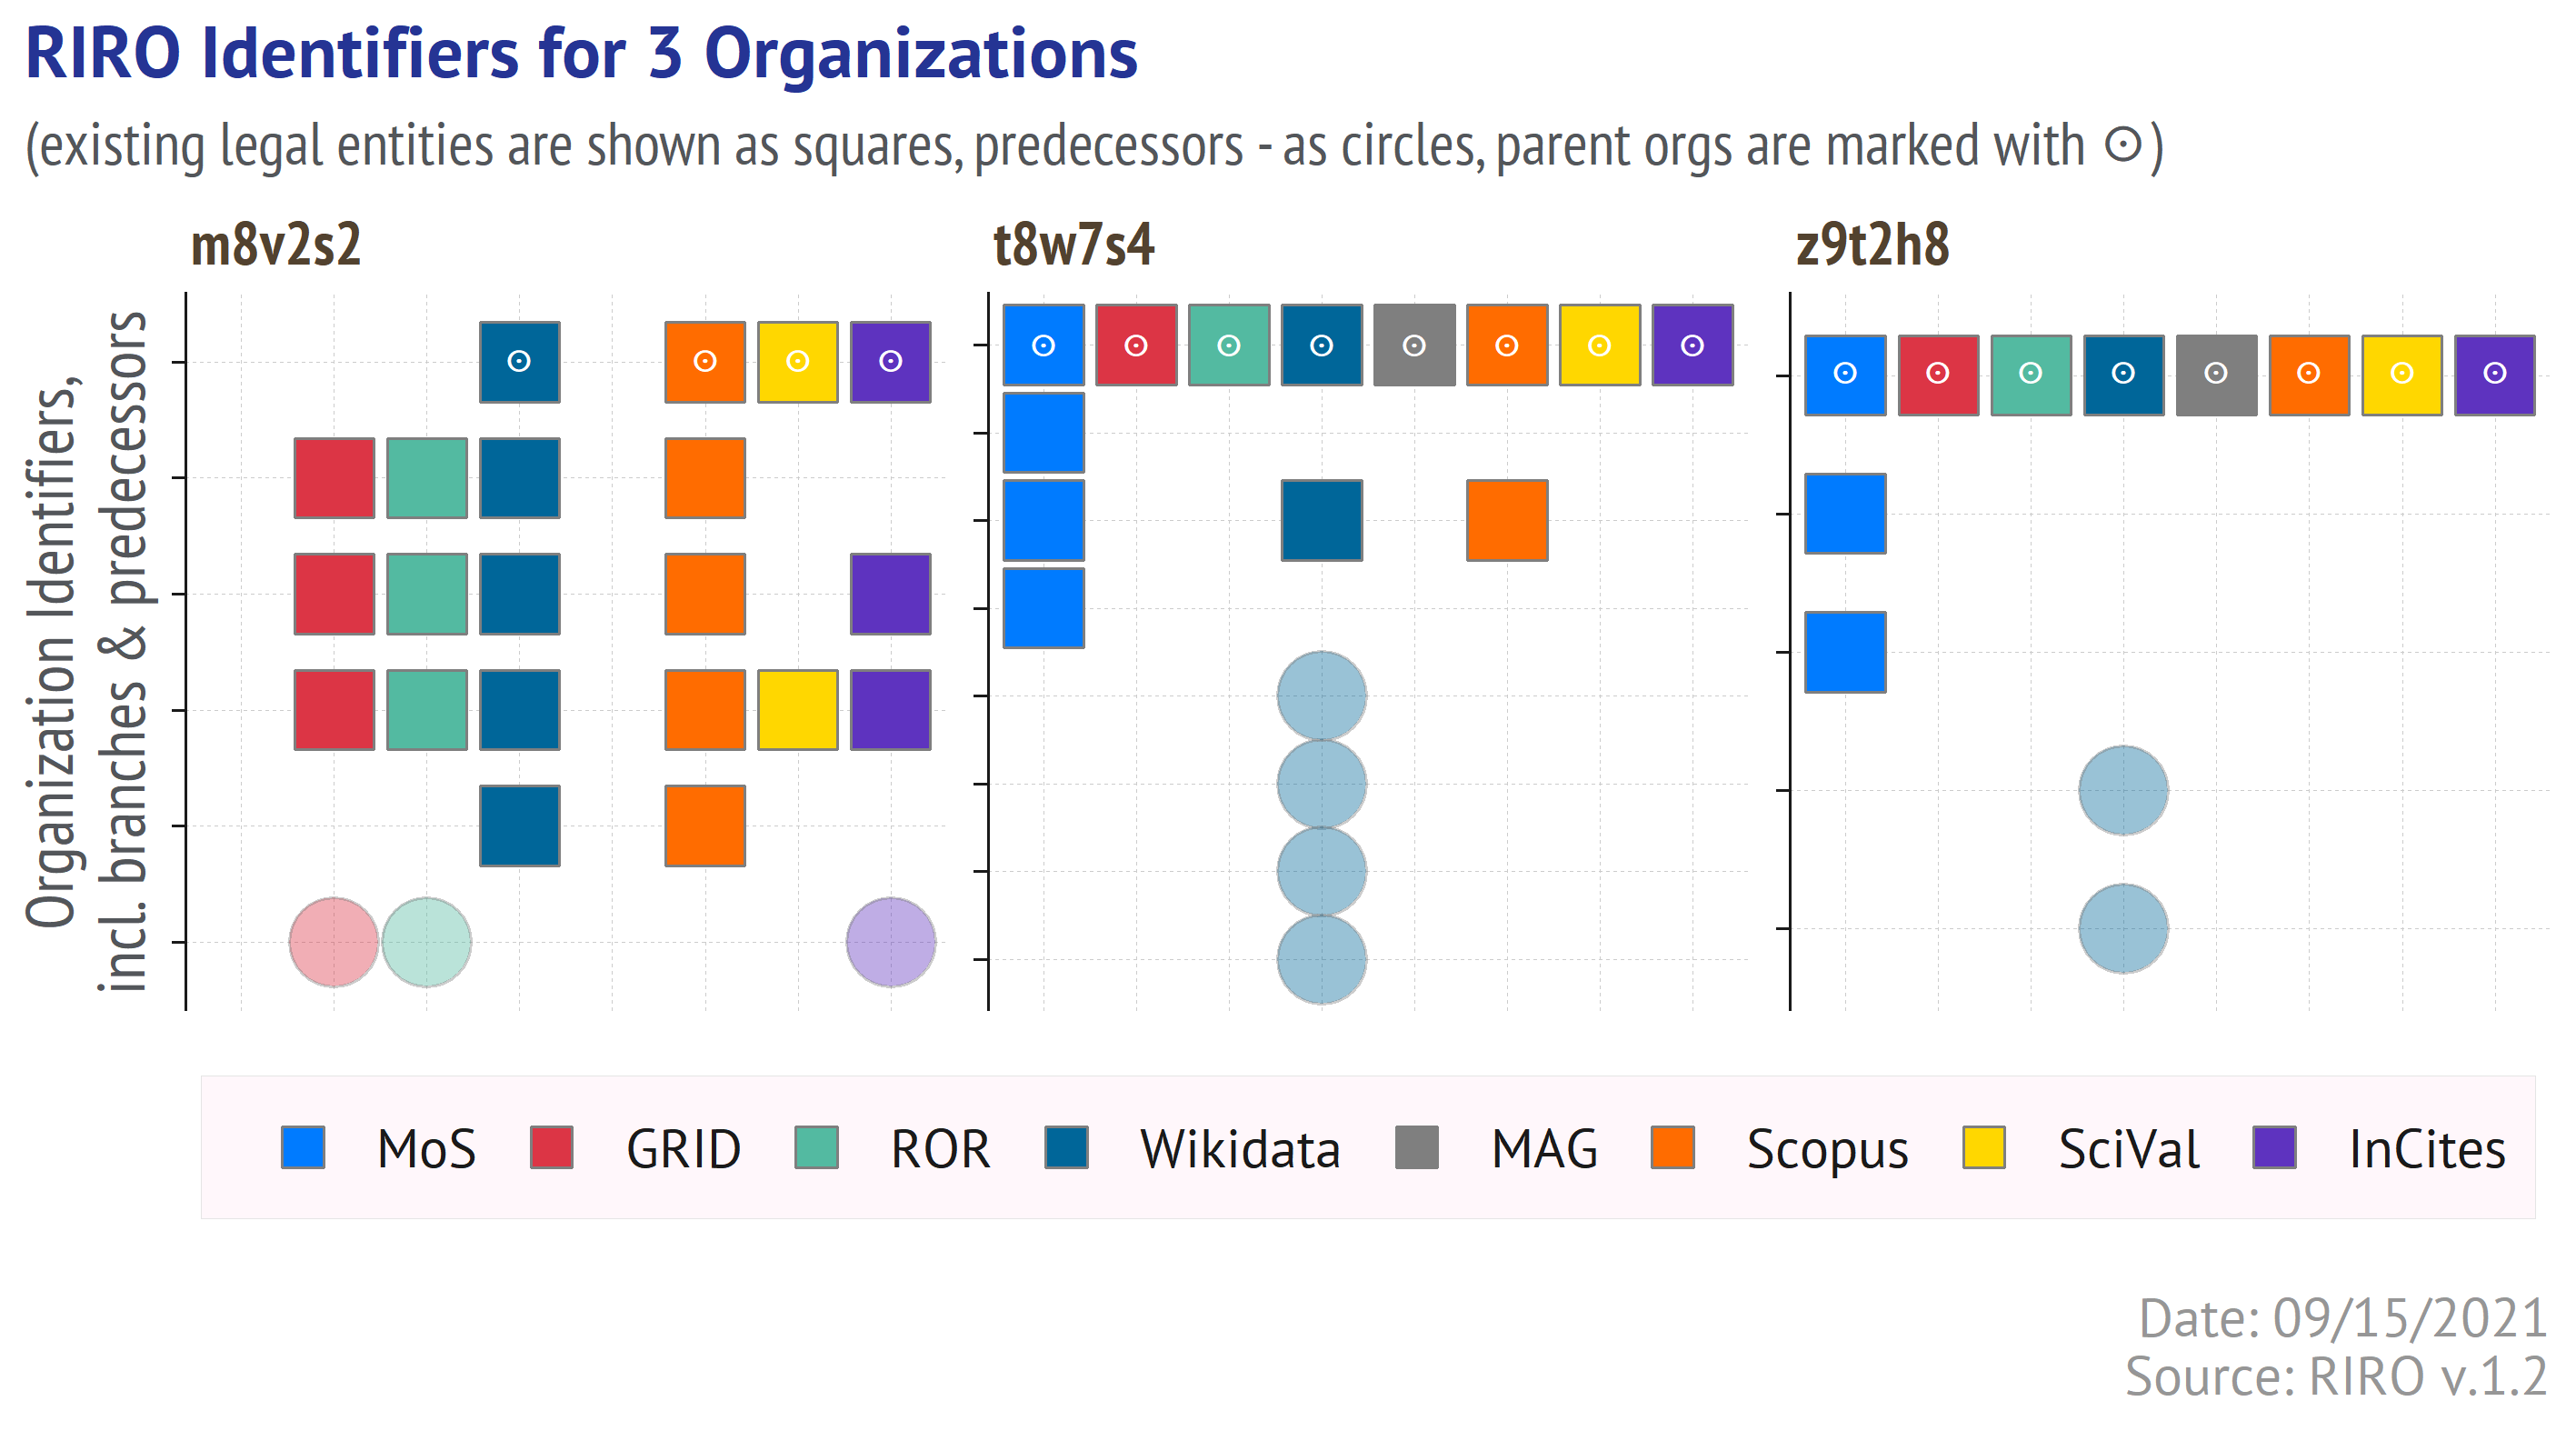 RIRO Identifiers for 3 Organizations
(existing legal entities are shown as squares, predecessors - as circles, parent orgs are marked with ⊙)
m8v2s2
t8w7s4
z9t2h8
Organization Identifiers,
incl. branches & predecessors
MoS
GRID
ROR
Wikidata
MAG
Scopus
SciVal
InCites
Date: 09/15/2021
Source: RIRO v.1.2